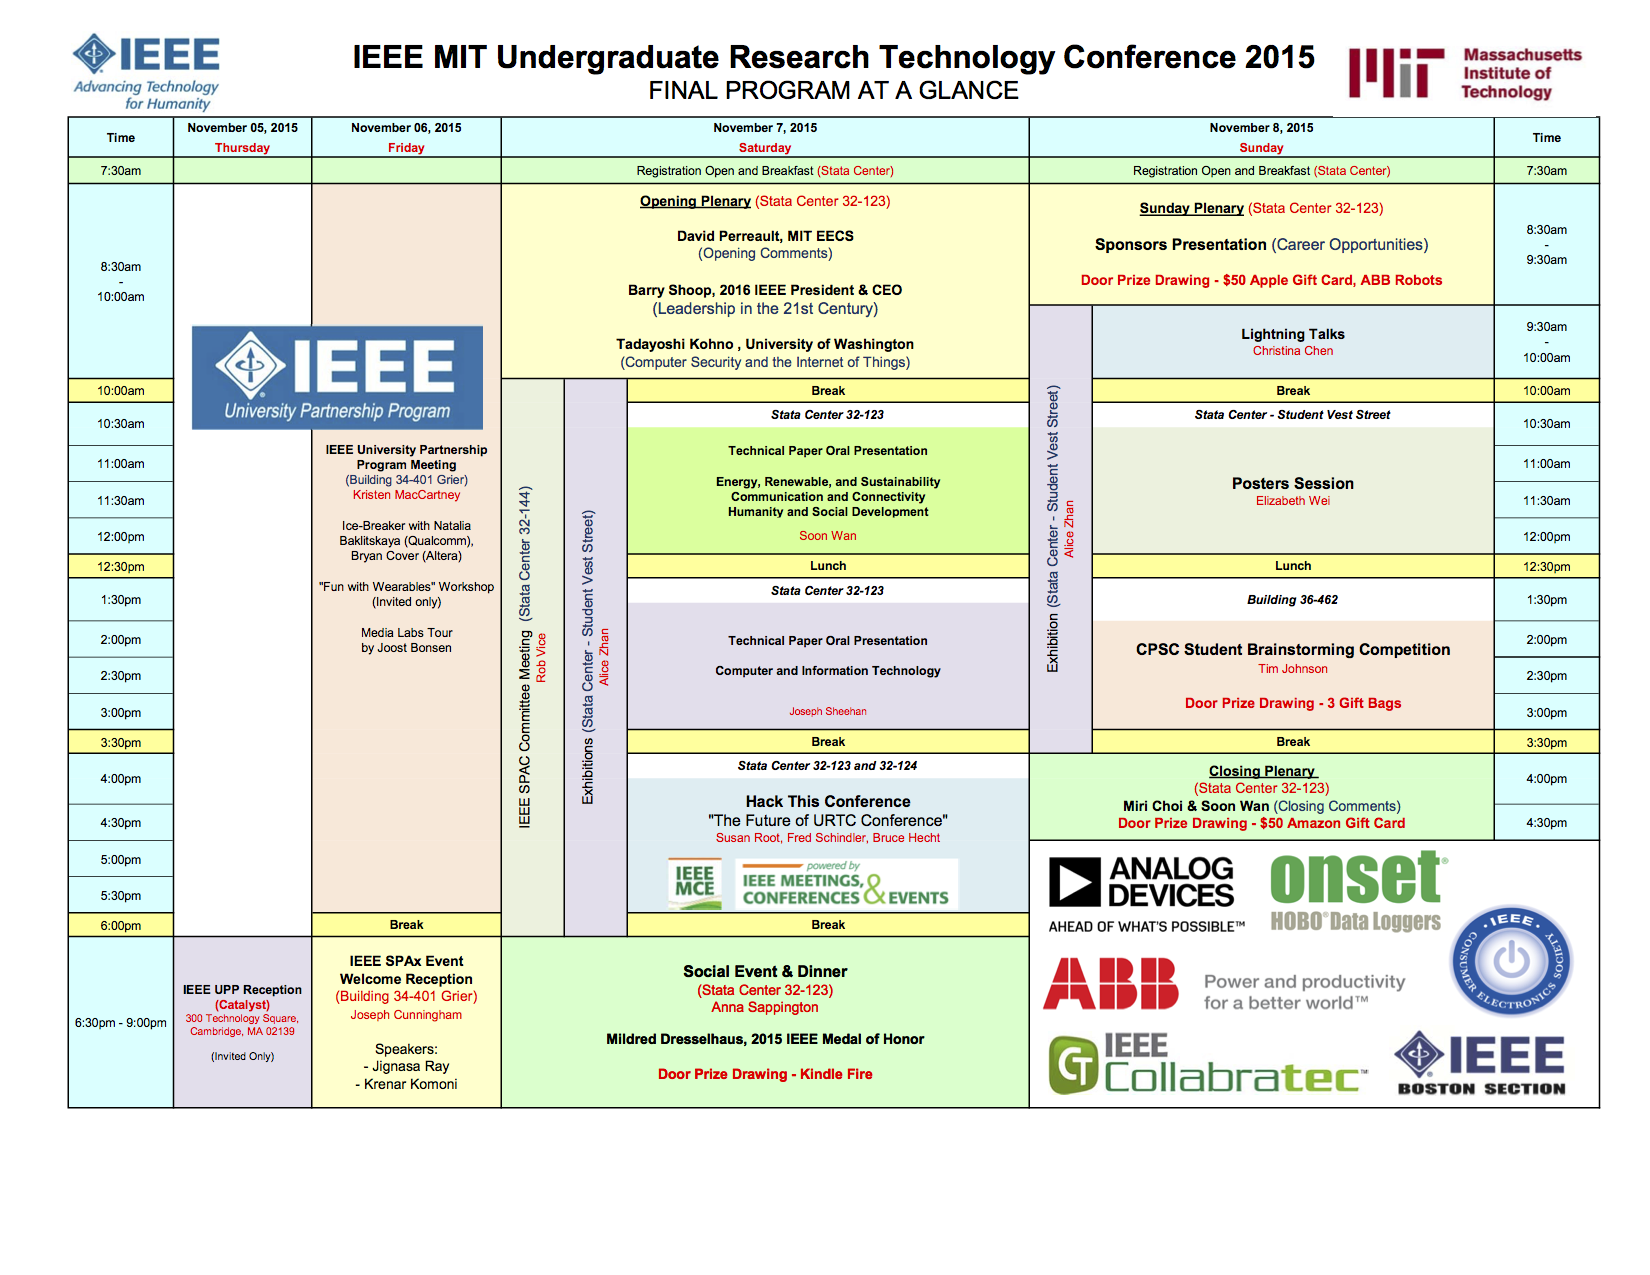 IEEE
Advancing Technology
for Humanity
IEEE MIT Undergraduate Research Technology Conference 2015
FINAL PROGRAM AT A GLANCE
MIT
Massachusetts
Institute of
Technology
Time
November 05, 2015
Thursday
November 06, 2015
Friday
November 7, 2015
Saturday
November 8, 2015
Sunday
Time
7:30am
Registration Open and Breakfast (Stata Center)
Registration Open and Breakfast (Stata Center)
7:30am
8:30am
-
10:00am
Opening Plenary (Stata Center 32-123)
David Perreault, MIT EECS
(Opening Comments)
Barry Shoop, 2016 IEEE President & CEO
(Leadership in the 21st Century)
Tadayoshi Kohno , University of Washington
(Computer Security and the Internet of Things)
Sunday Plenary (Stata Center 32-123)
Sponsors Presentation (Career Opportunities)
Door Prize Drawing - $50 Apple Gift Card, ABB Robots
8:30am
-
9:30am
Lightning Talks
Christina Chen
9:30am
-
10:00am
IEEE
University Partnership Program
IEEE University Partnership
Program Meeting
(Building 34-401 Grier)
Kristen MacCartney
Ice-Breaker with Natalia
Baklitskaya (Qualcomm),
Bryan Cover (Altera)
"Fun with Wearables" Workshop
(Invited only)
Media Labs Tour
by Joost Bonsen
IEEE SPAC Committee Meeting (Stata Center 32-144)
Rob Vice
Exhibitions (Stata Center - Student Vest Street)
Alice Zhan
Exhibition (Stata Center - Student Vest Street)
Alice Zhan
10:00am
Break
Break
10:00am
10:30am
Stata Center 32-123
Stata Center - Student Vest Street
10:30am
11:00am
11:30am
12:00pm
Technical Paper Oral Presentation
Energy, Renewable, and Sustainability
Communication and Connectivity
Humanity and Social Development
Soon Wan
Posters Session
Elizabeth Wei
11:00am
11:30am
12:00pm
12:30pm
Lunch
Lunch
12:30pm
1:30pm
Stata Center 32-123
Building 36-462
1:30pm
2:00pm
2:30pm
3:00pm
Technical Paper Oral Presentation
Computer and Information Technology
Joseph Sheehan
CPSC Student Brainstorming Competition
Tim Johnson
Door Prize Drawing - 3 Gift Bags
2:00pm
2:30pm
3:00pm
3:30pm
Break
Break
3:30pm
4:00pm
4:30pm
5:00pm
5:30pm
Stata Center 32-123 and 32-124
Hack This Conference
"The Future of URTC Conference"
Susan Root, Fred Schindler, Bruce Hecht
IEEE
MCE
powered by
IEEE MEETINGS,
CONFERENCES & EVENTS
Closing Plenary
(Stata Center 32-123)
Miri Choi & Soon Wan (Closing Comments)
Door Prize Drawing - $50 Amazon Gift Card
4:00pm
4:30pm
6:00pm
Break
Break
6:30pm - 9:00pm
IEEE UPP Reception
(Catalyst)
300 Technology Square,
Cambridge, MA 02139
(Invited Only)
IEEE SPAx Event
Welcome Reception
(Building 34-401 Grier)
Joseph Cunningham
Speakers:
- Jignasa Ray
- Krenar Komoni
Social Event & Dinner
(Stata Center 32-123)
Anna Sappington
Mildred Dresselhaus, 2015 IEEE Medal of Honor
Door Prize Drawing - Kindle Fire
ANALOG
DEVICES
AHEAD OF WHAT'S POSSIBLE™
onset®
HOBO® Data Loggers
ABB
Power and productivity
for a better world™
IEEE
CONSUMER ELECTRONICS SOCIETY
CT
IEEE
Collabratec™
IEEE
BOSTON SECTION